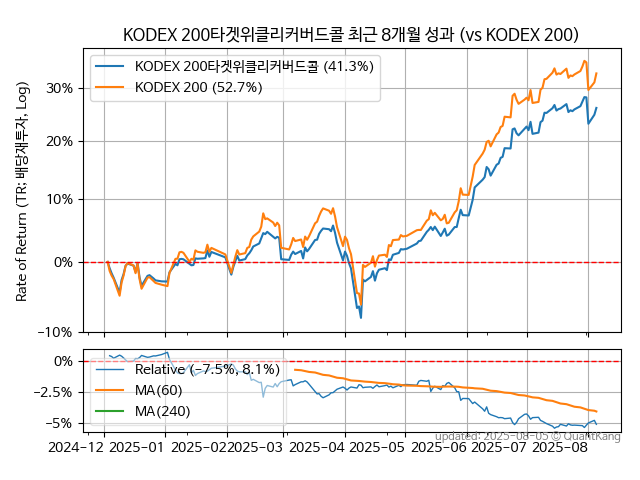 KODEX 200타겟위클리커버드콜 최근 8개월 성과 (vs KODEX 200)
Rate of Return (TR: 배당재투자, Log)
KODEX 200타겟위클리커버드콜 (41.3%)
KODEX 200 (52.7%)
30%
20%
10%
0%
−10%
Relative (−7.5%, 8.1%)
MA(60)
MA(240)
0%
−2.5%
−5%
updated: 2025-08-05 © QuantKang
2024-12 2025-01 2025-02 2025-03 2025-04 2025-05 2025-06 2025-07 2025-08